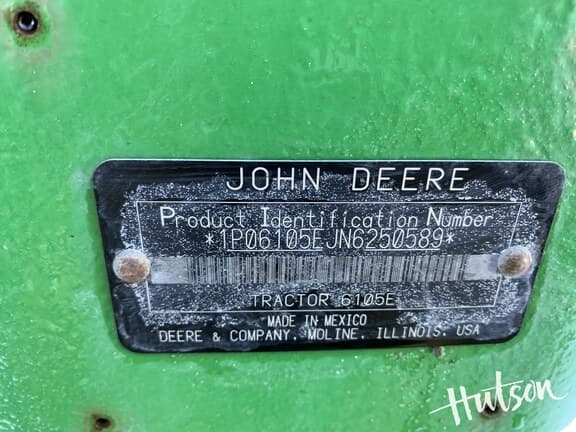 JOHN DEERE
Product Identification Number
*1P06105EJN6250589*
TRACTOR 6105E
MADE IN MEXICO
DEERE & COMPANY, MOLINE, ILLINOIS, USA
Hutson